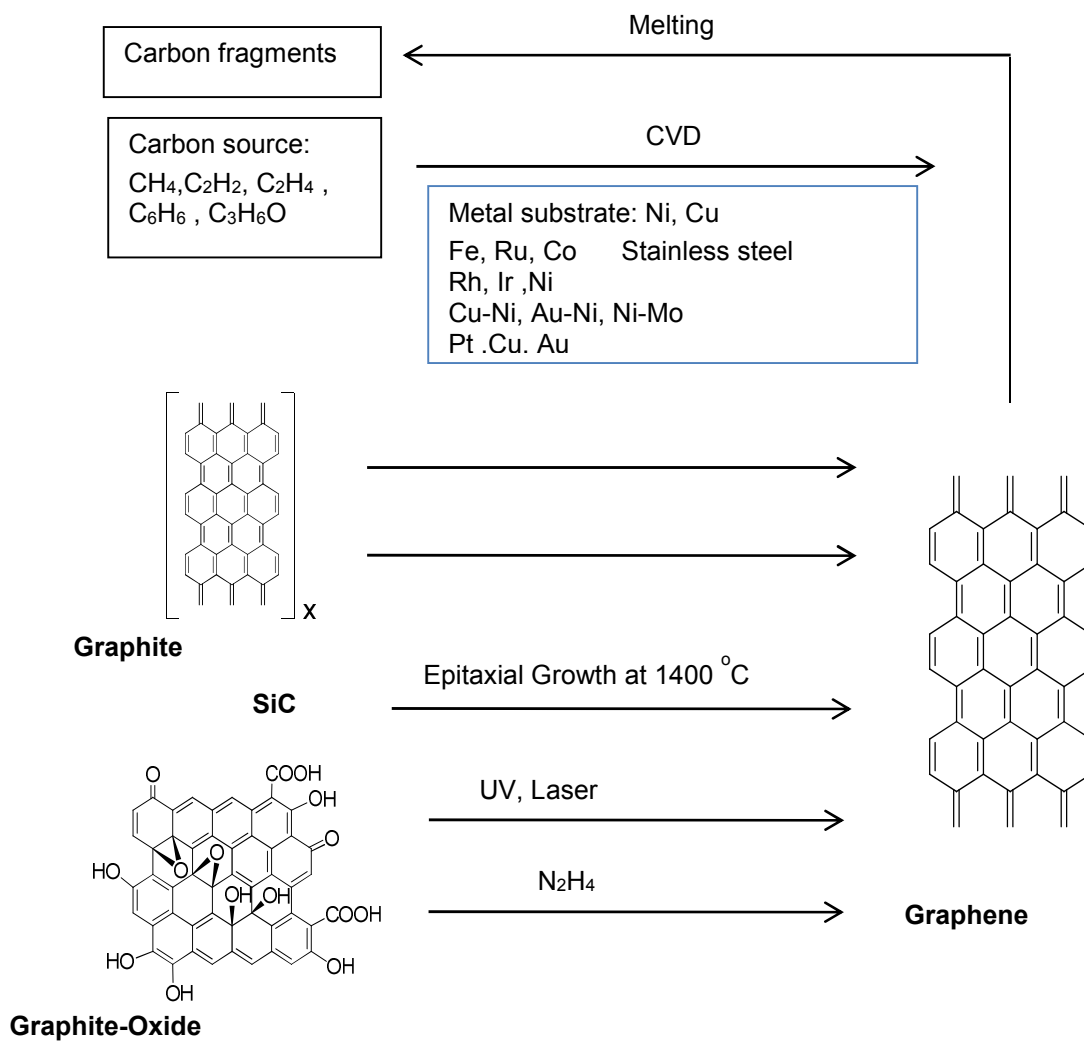 Melting
Carbon fragments
Carbon source:
CH₄,C₂H₂, C₂H₄ ,
C₆H₆ , C₃H₆O
CVD
Metal substrate: Ni, Cu
Fe, Ru, Co Stainless steel
Rh, Ir ,Ni
Cu-Ni, Au-Ni, Ni-Mo
Pt .Cu. Au
x
Graphite
SiC
Epitaxial Growth at 1400 °C
UV, Laser
N₂H₄
Graphene
O
COOH
OH
O
O
O
HO
OH OH
COOH
HO
OH
OH
Graphite-Oxide